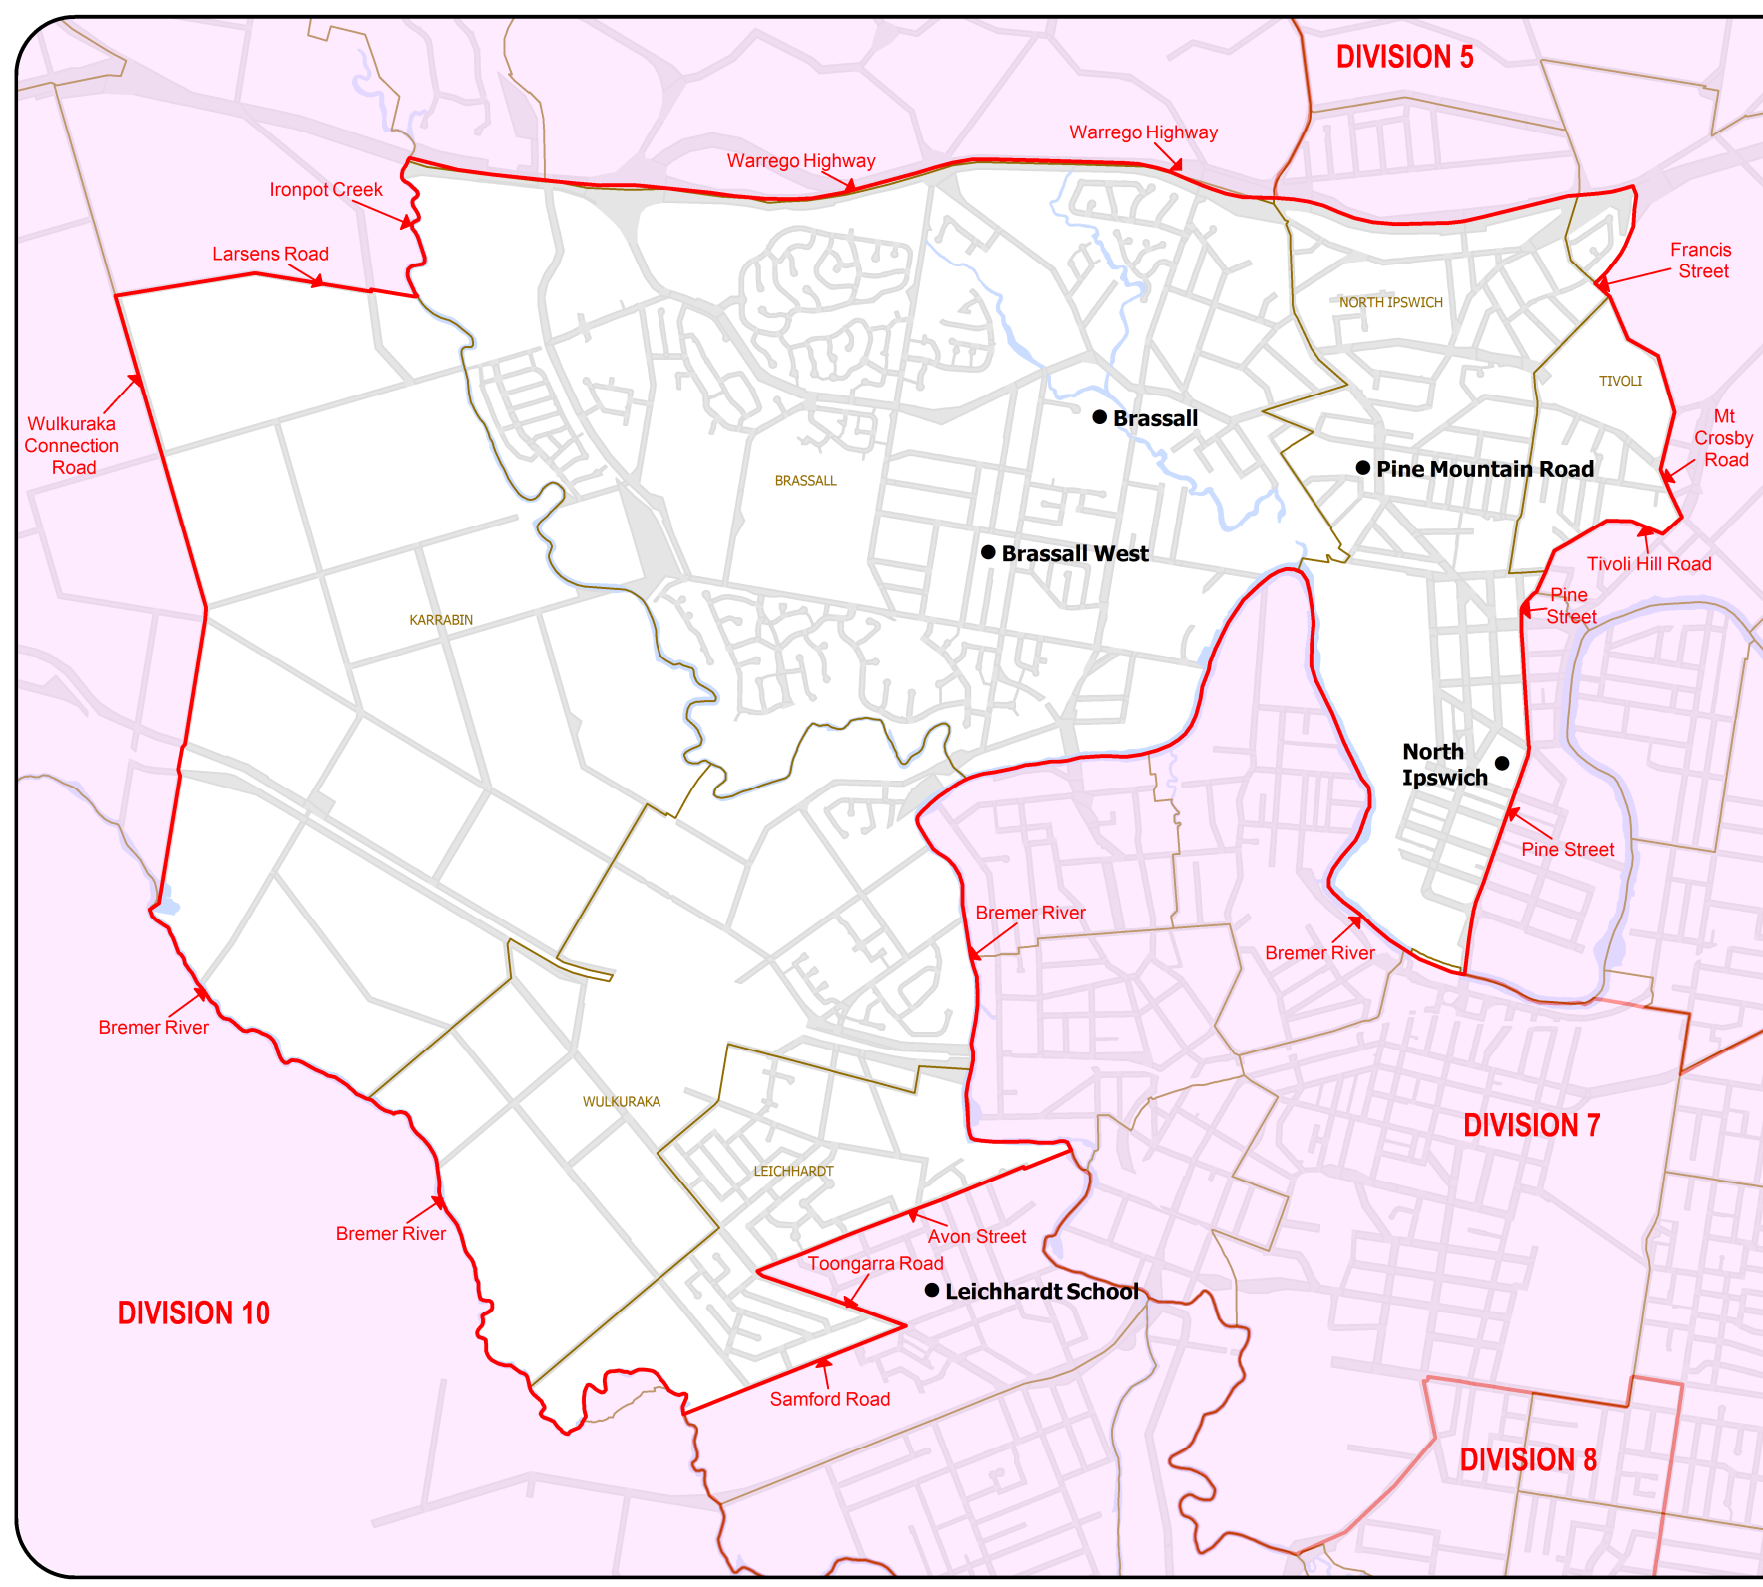 DIVISION 5
Warrego Highway
Warrego Highway
Ironpot Creek
Larsens Road
Francis
Street
NORTH IPSWICH
TIVOLI
Wulkuraka
Connection
Road
Brassall
Mt
Crosby
Road
Pine Mountain Road
BRASSALL
Brassall West
Tivoli Hill Road
Pine
Street
KARRABIN
North
Ipswich
Pine Street
Bremer River
Bremer River
Bremer River
WULKURAKA
DIVISION 7
LEICHHARDT
Bremer River
Avon Street
Toongarra Road
Leichhardt School
DIVISION 10
Samford Road
DIVISION 8